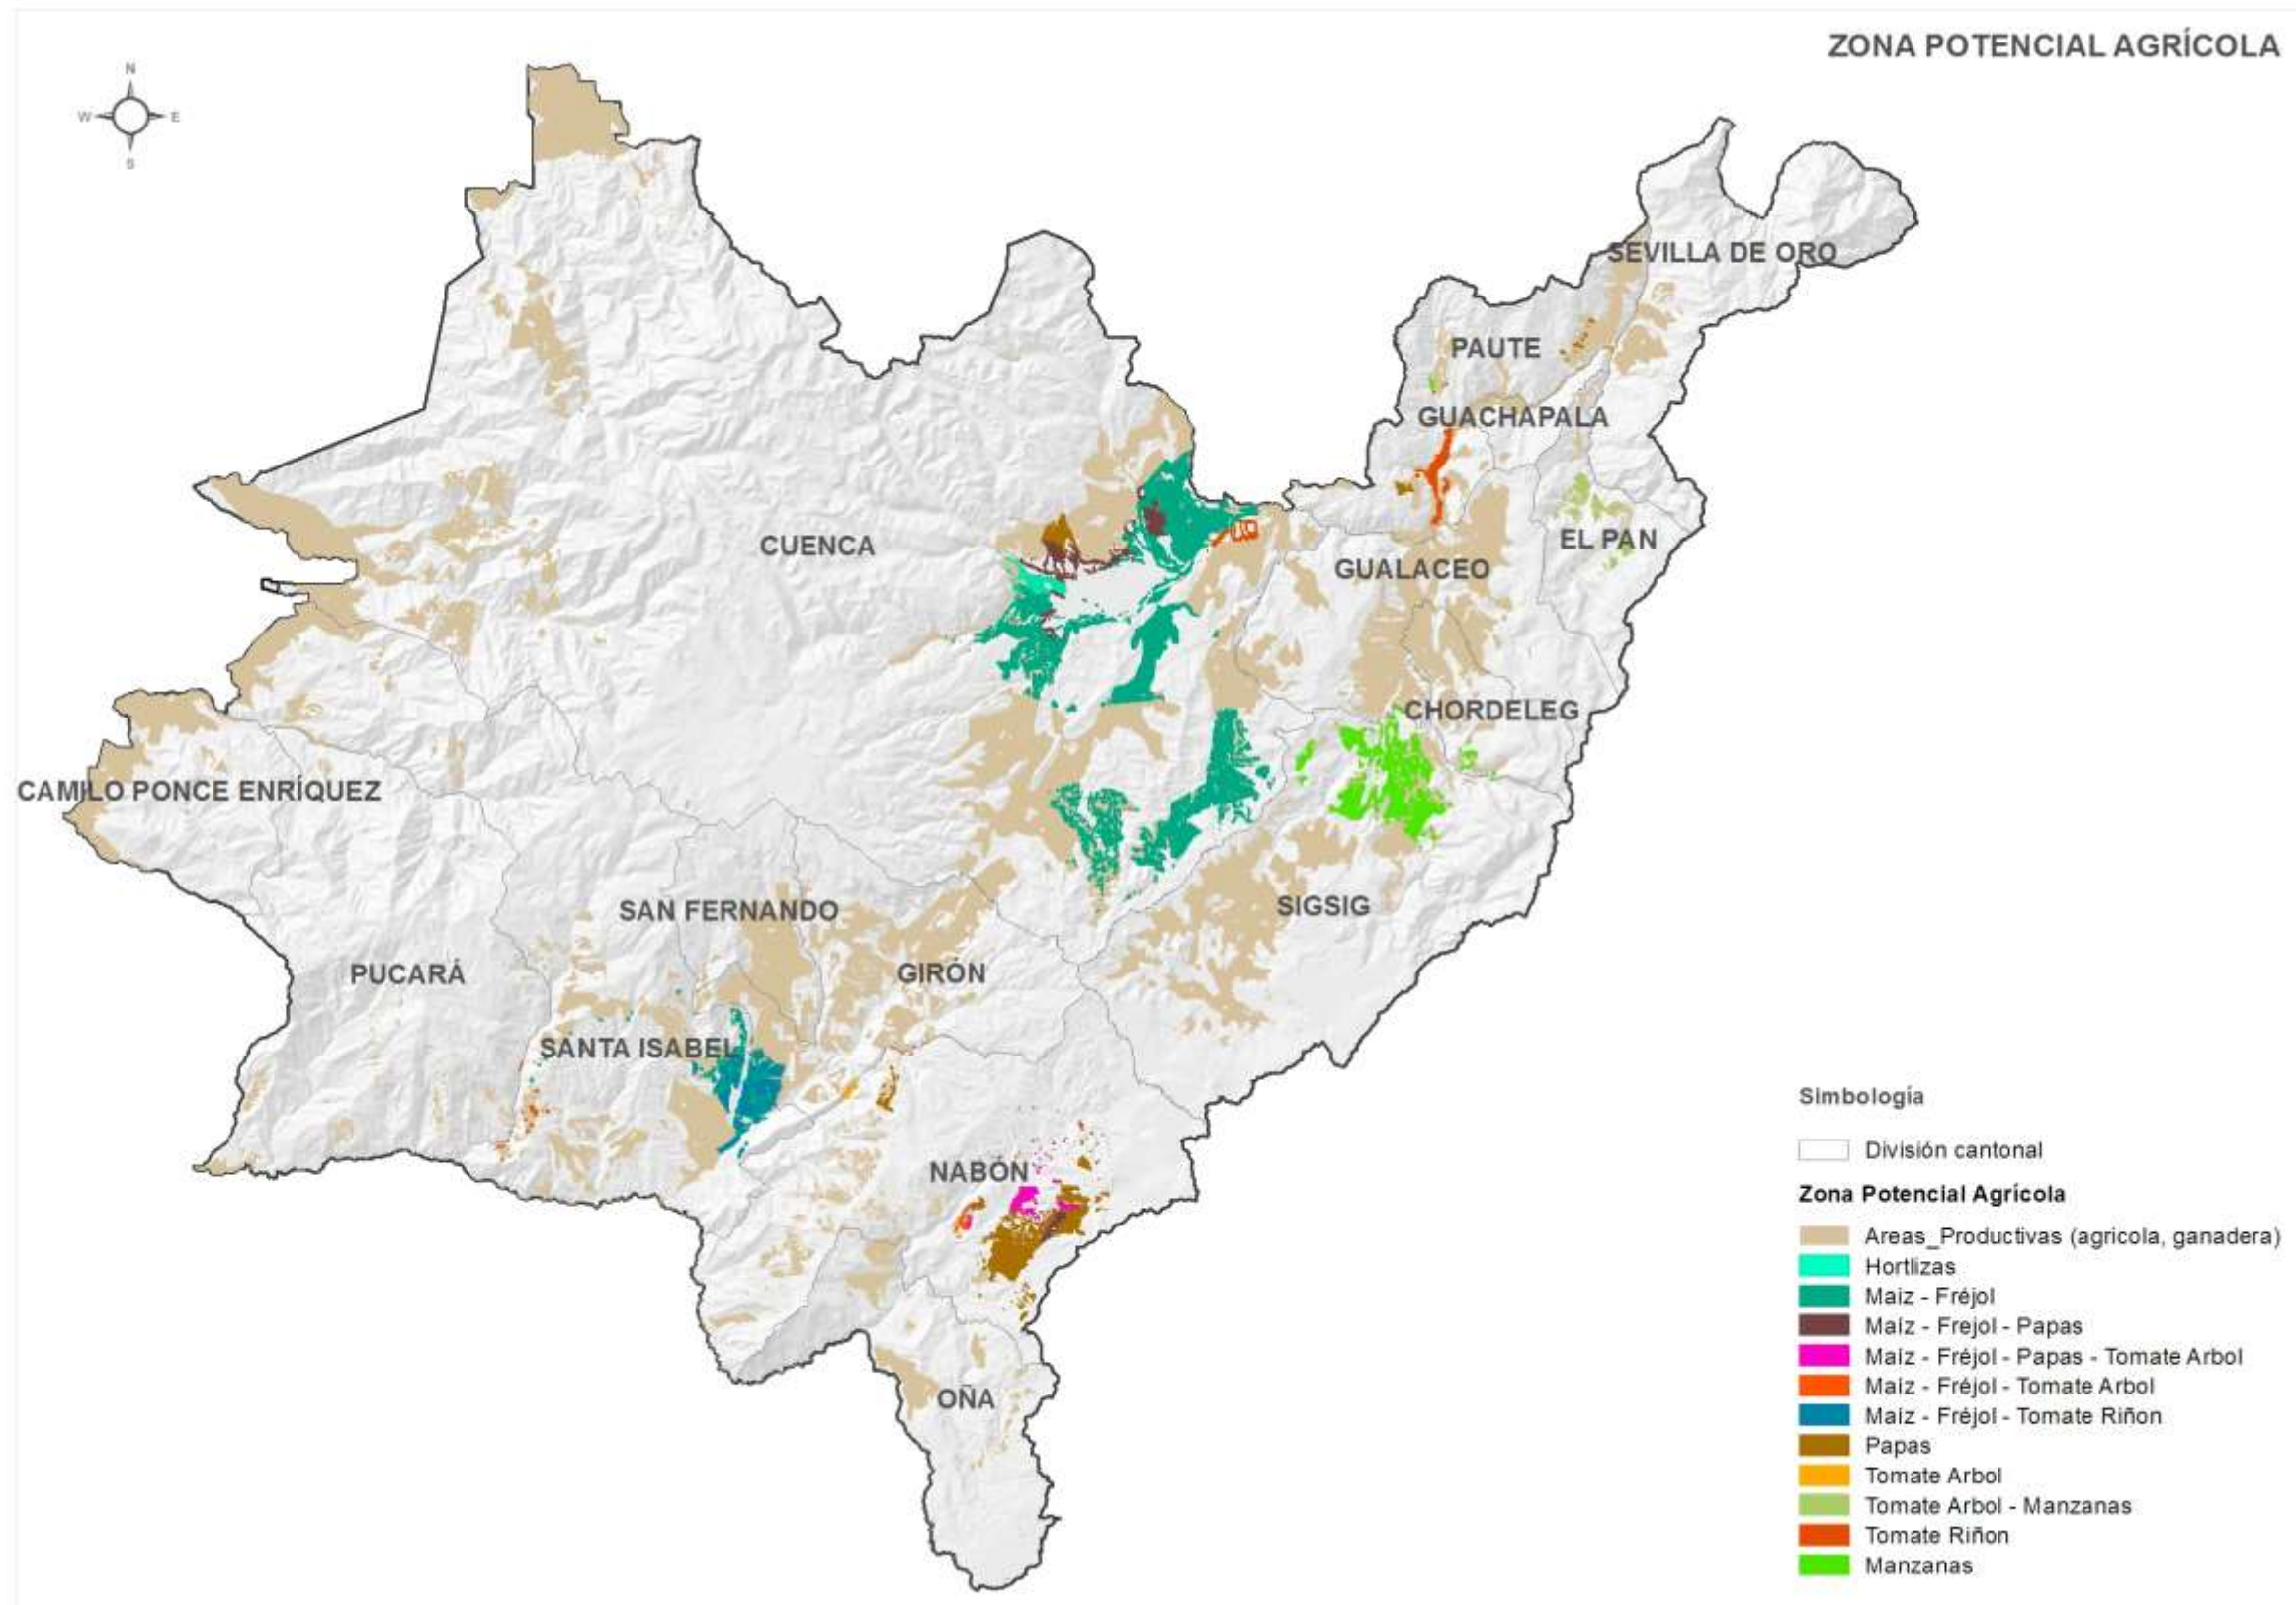 ZONA POTENCIAL AGRÍCOLA
N
W E
S
SEVILLA DE ORO
PAUTE
GUACHAPALA
CUENCA
EL PAN
GUALACEO
CHORDELEG
CAMILO PONCE ENRÍQUEZ
SAN FERNANDO
SIGSIG
PUCARÁ
GIRÓN
SANTA ISABEL
NABÓN
OÑA
Simbología
División cantonal
Zona Potencial Agrícola
Areas_Productivas (agricola, ganadera)
Hortlizas
Maiz - Fréjol
Maíz - Frejol - Papas
Maiz - Fréjol - Papas - Tomate Arbol
Maiz - Fréjol - Tomate Arbol
Maiz - Fréjol - Tomate Riñon
Papas
Tomate Arbol
Tomate Arbol - Manzanas
Tomate Riñon
Manzanas